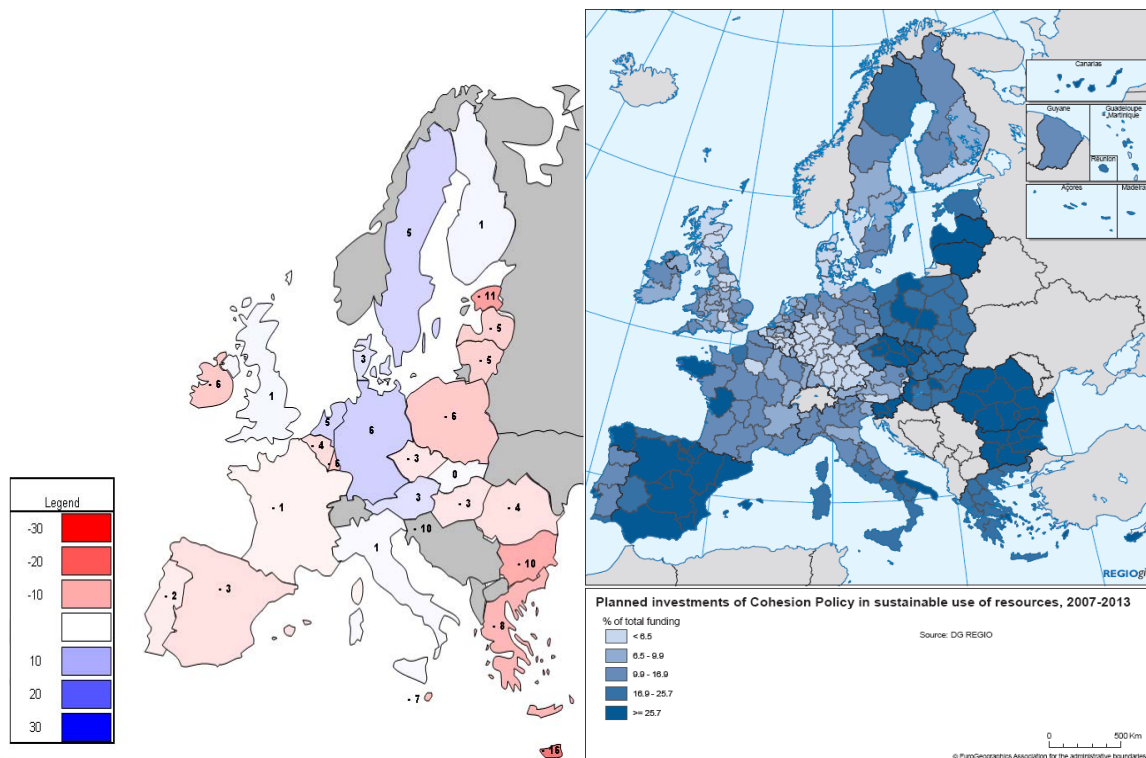 5
1
- 11
- 5
- 5
3
- 6
1
5
6
- 6
- 4
- 3
0
3
- 3
- 4
- 1
- 10
1
- 10
- 3
- 2
- 8
- 7
- 16
Legend
-30
-20
-10
10
20
30
Canarias
Guyane
Guadeloupe
Martinique
Réunion
Açores
Madeira
Planned investments of Cohesion Policy in sustainable use of resources, 2007-2013
% of total funding
Source: DG REGIO
< 6.5
6.5 - 9.9
9.9 - 16.9
16.9 - 25.7
>= 25.7
0
500 Km
© EuroGeographics Association for the administrative boundaries